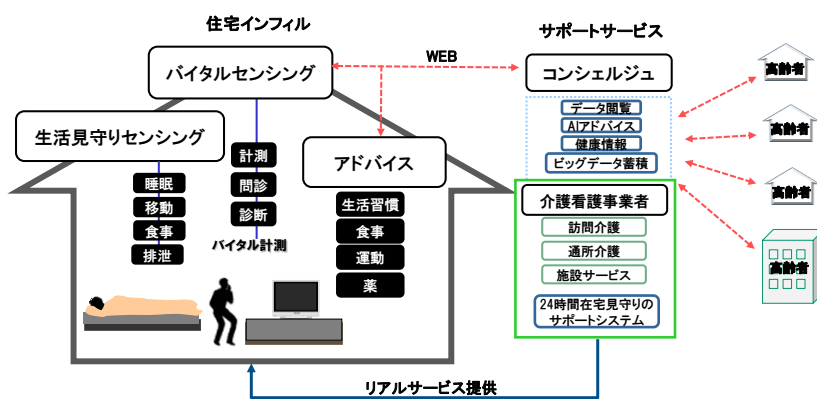 住宅インフィル
サポートサービス
バイタルセンシング
WEB
コンシェルジュ
高齢者
生活見守りセンシング
データ閲覧
AIアドバイス
健康情報
ビッグデータ蓄積
高齢者
計測
問診
診断
バイタル計測
アドバイス
睡眠
移動
食事
排泄
生活習慣
食事
運動
薬
介護看護事業者
訪問介護
通所介護
施設サービス
24時間在宅見守りの
サポートシステム
高齢者
高齢者
リアルサービス提供